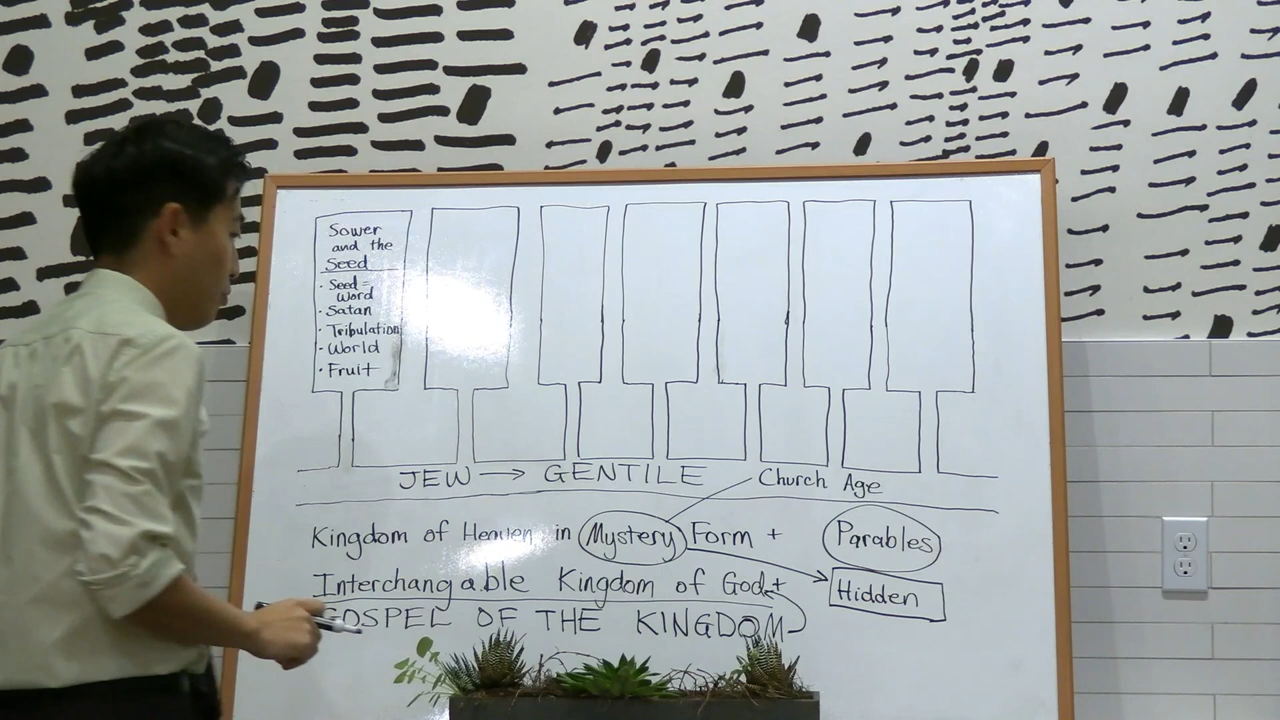 Sower
and the
Seed
· Seed =
Word
· Satan
· Tribulation
· World
· Fruit
JEW → GENTILE
Church Age
Kingdom of Heaven in Mystery Form + Parables
Interchangable Kingdom of God +
Hidden
GOSPEL OF THE KINGDOM